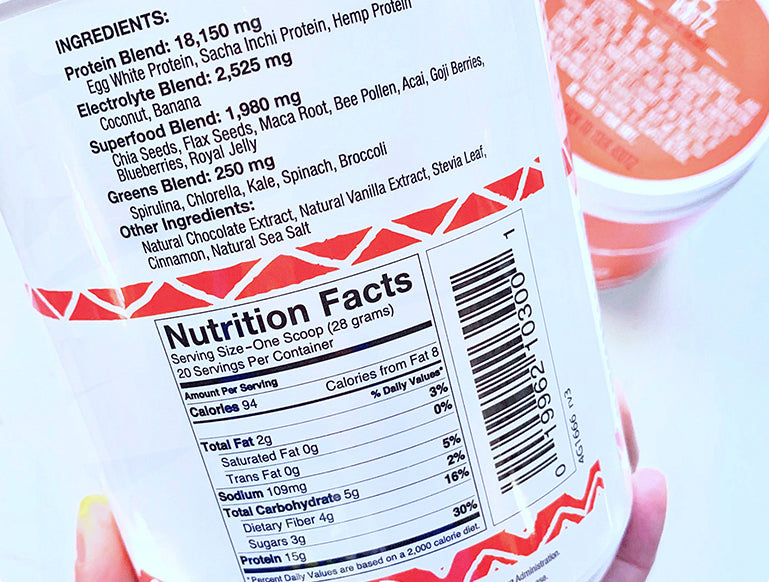 INGREDIENTS:
Protein Blend: 18,150 mg
Egg White Protein, Sacha Inchi Protein, Hemp Protein
Electrolyte Blend: 2,525 mg
Coconut, Banana
Superfood Blend: 1,980 mg
Chia Seeds, Flax Seeds, Maca Root, Bee Pollen, Acai, Goji Berries,
Blueberries, Royal Jelly
Greens Blend: 250 mg
Spirulina, Chlorella, Kale, Spinach, Broccoli
Other Ingredients:
Natural Chocolate Extract, Natural Vanilla Extract, Stevia Leaf,
Cinnamon, Natural Sea Salt
Nutrition Facts
Serving Size-One Scoop (28 grams)
20 Servings Per Container
Amount Per Serving
Calories 94 Calories from Fat 8
% Daily Values*
Total Fat 2g 3%
Saturated Fat 0g 0%
Trans Fat 0g
Sodium 109mg 5%
Total Carbohydrate 5g 2%
Dietary Fiber 4g 16%
Sugars 3g
Protein 15g 30%
*Percent Daily Values are based on a 2,000 calorie diet.
0 19962 10300 1
AC1666 rv3
Administration.